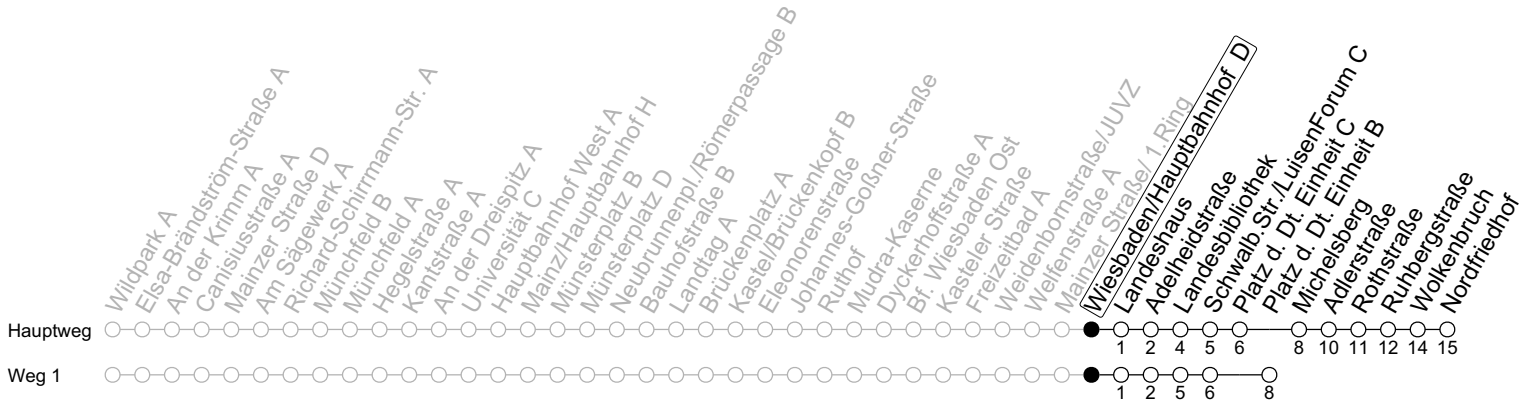 Wildpark A
Elsa-Brändström-Straße A
An der Krimm A
Canisiusstraße A
Mainzer Straße D
Am Sägewerk A
Richard-Schirrmann-Str. A
Münchfeld B
Münchfeld A
Hegelstraße A
Kantstraße A
An der Dreispitz A
Universität C
Hauptbahnhof West A
Mainz/Hauptbahnhof H
Münsterplatz B
Münsterplatz D
Neubrunnenpl./Römerpassage B
Bauhofstraße B
Landtag A
Brückenplatz A
Kastel/Brückenkopf B
Eleonorenstraße
Johannes-Goßner-Straße
Ruthof
Mudra-Kaserne
Dyckerhoffstraße A
Bf. Wiesbaden Ost
Kasteler Straße
Freizeitbad A
Weidenbornstraße/JUVZ
Welfenstraße A
Mainzer Straße/ 1.Ring
Wiesbaden/Hauptbahnhof D
Landeshaus
Adelheidstraße
Landesbibliothek
Schwalb.Str./LuisenForum C
Platz d. Dt. Einheit C
Platz d. Dt. Einheit B
Michelsberg
Adlerstraße
Rothstraße
Ruhbergstraße
Wolkenbruch
Nordfriedhof
Hauptweg
1 2 4 5 6 8 10 11 12 14 15
Weg 1
1 2 5 6 8